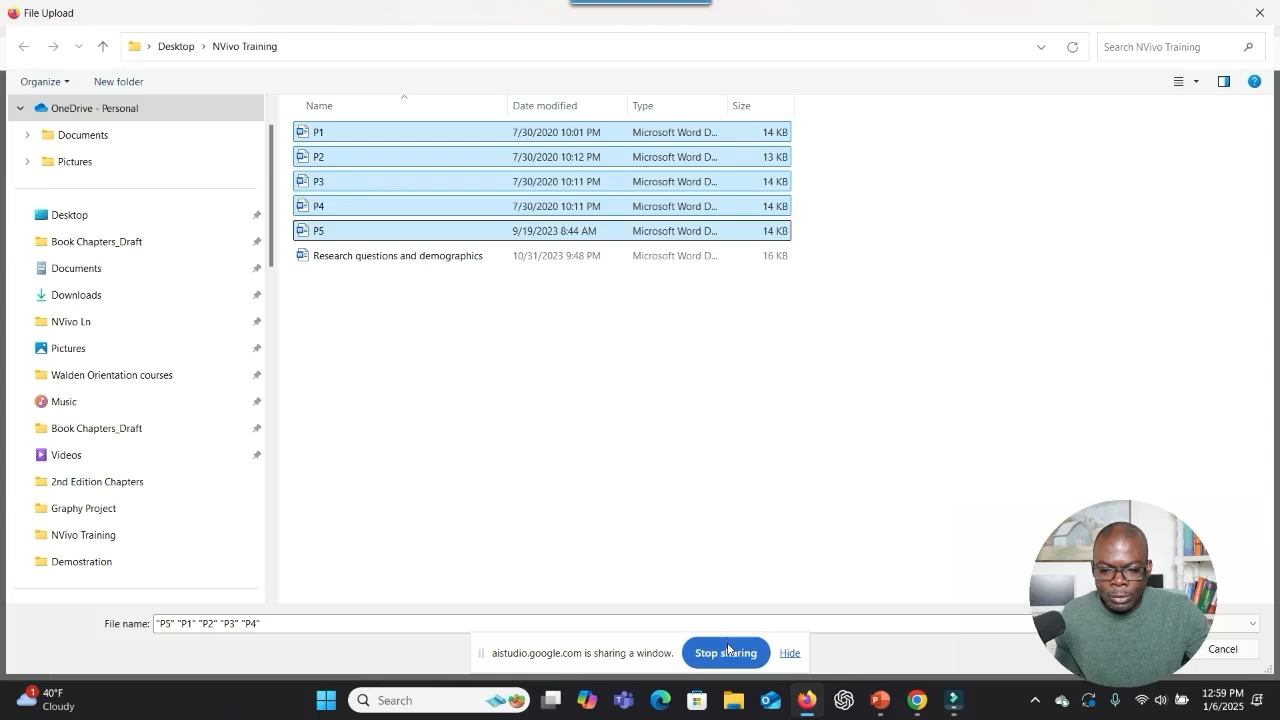 File Upload
Desktop
NVivo Training
Search NVivo Training
Organize
New folder
OneDrive - Personal
Documents
Pictures
Desktop
Book Chapters_Draft
Documents
Downloads
NVivo Ln
Pictures
Walden Orientation courses
Music
Book Chapters_Draft
Videos
2nd Edition Chapters
Graphy Project
NVivo Training
Demostration
Name Date modified Type Size
P1 7/30/2020 10:01 PM Microsoft Word D... 14 KB
P2 7/30/2020 10:12 PM Microsoft Word D... 13 KB
P3 7/30/2020 10:11 PM Microsoft Word D... 14 KB
P4 7/30/2020 10:11 PM Microsoft Word D... 14 KB
P5 9/19/2023 8:44 AM Microsoft Word D... 14 KB
Research questions and demographics 10/31/2023 9:48 PM Microsoft Word D... 16 KB
File name: "P5" "P1" "P2" "P3" "P4"
aistudio.google.com is sharing a window. Stop sharing Hide
Cancel
1
40°F
Cloudy
Search
12:59 PM
1/6/2025